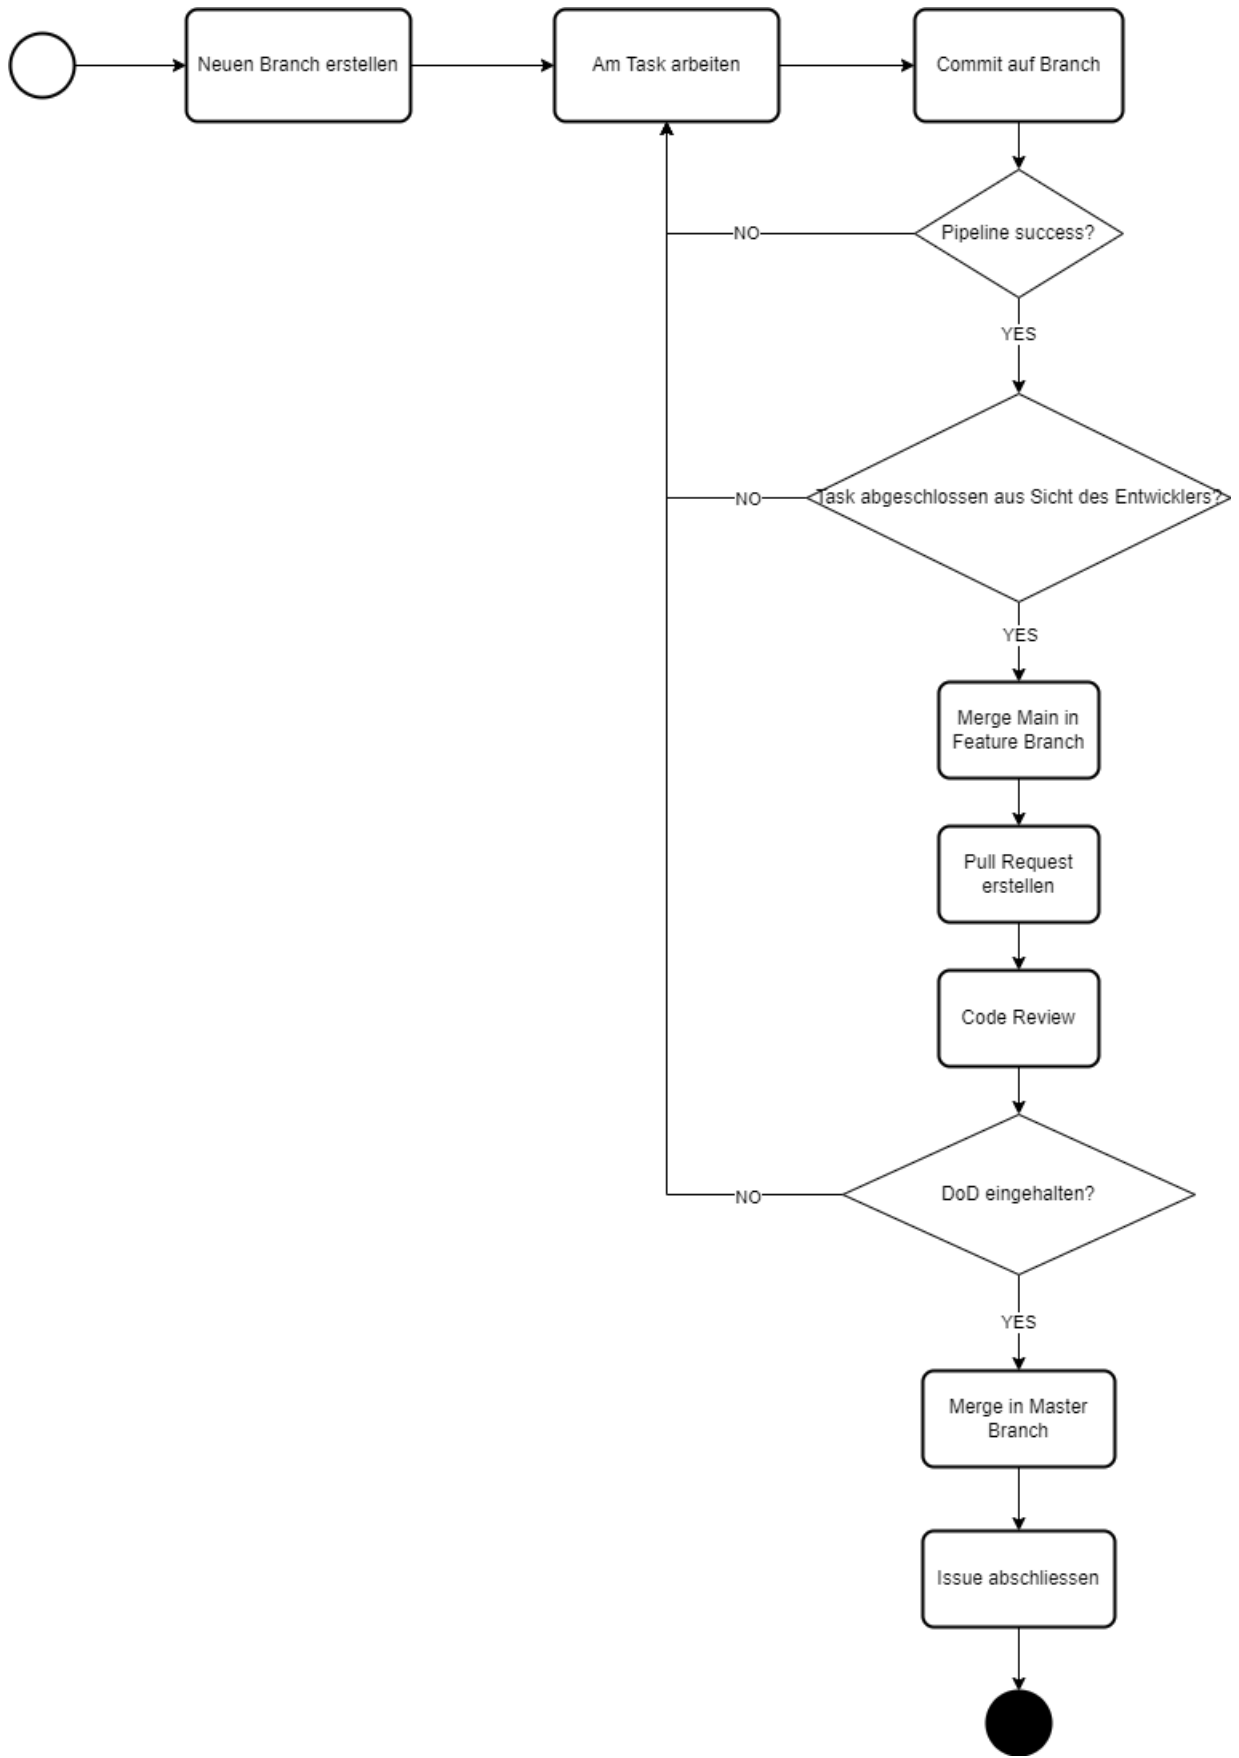 Neuen Branch erstellen
Am Task arbeiten
Commit auf Branch
Pipeline success?
NO
YES
Task abgeschlossen aus Sicht des Entwicklers?
NO
YES
Merge Main in
Feature Branch
Pull Request
erstellen
Code Review
DoD eingehalten?
NO
YES
Merge in Master
Branch
Issue abschliessen